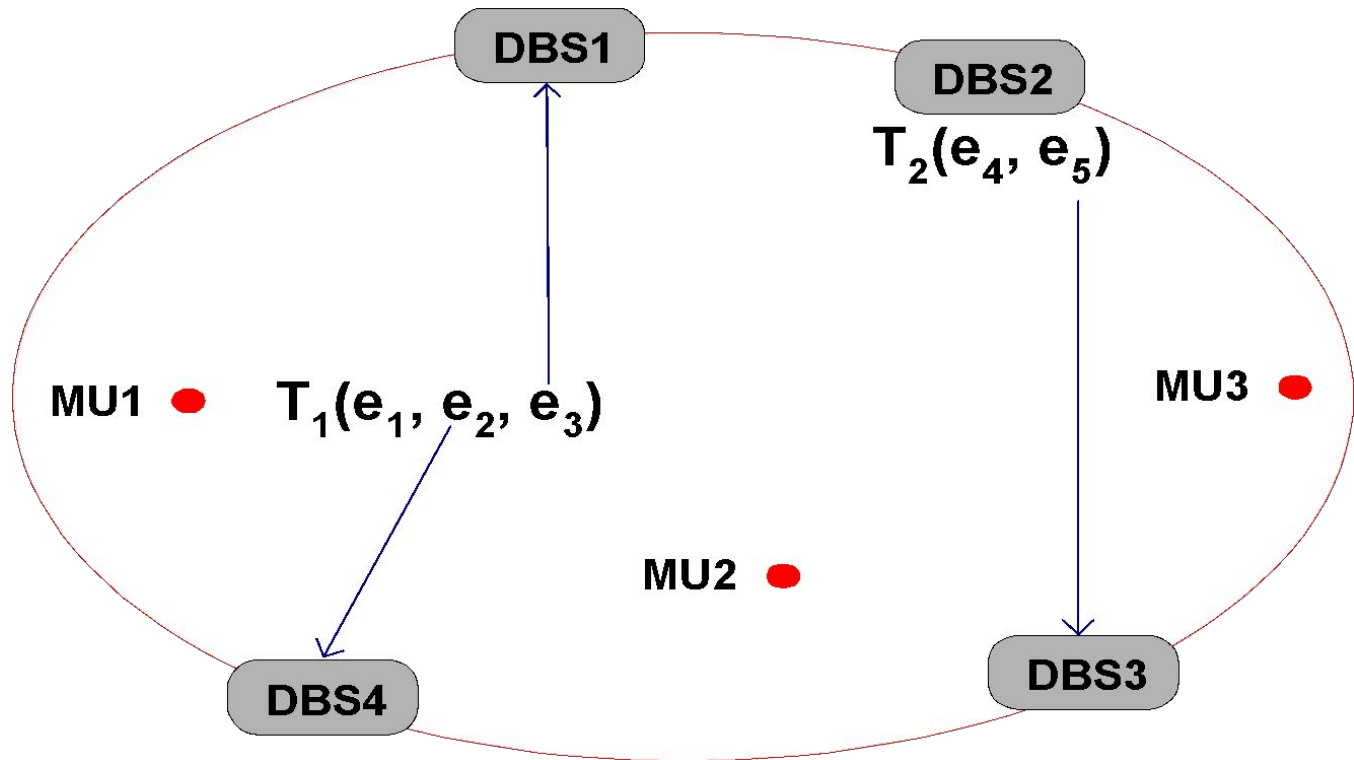 DBS1
DBS2
T₂(e₄, e₅)
MU1
T₁(e₁, e₂, e₃)
MU3
MU2
DBS4
DBS3